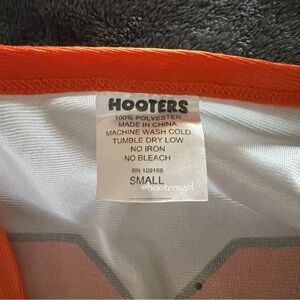 HOOTERS
100% POLYESTER
MADE IN CHINA
MACHINE WASH COLD
TUMBLE DRY LOW
NO IRON
NO BLEACH
RN 109169
SMALL
@hootersgirl